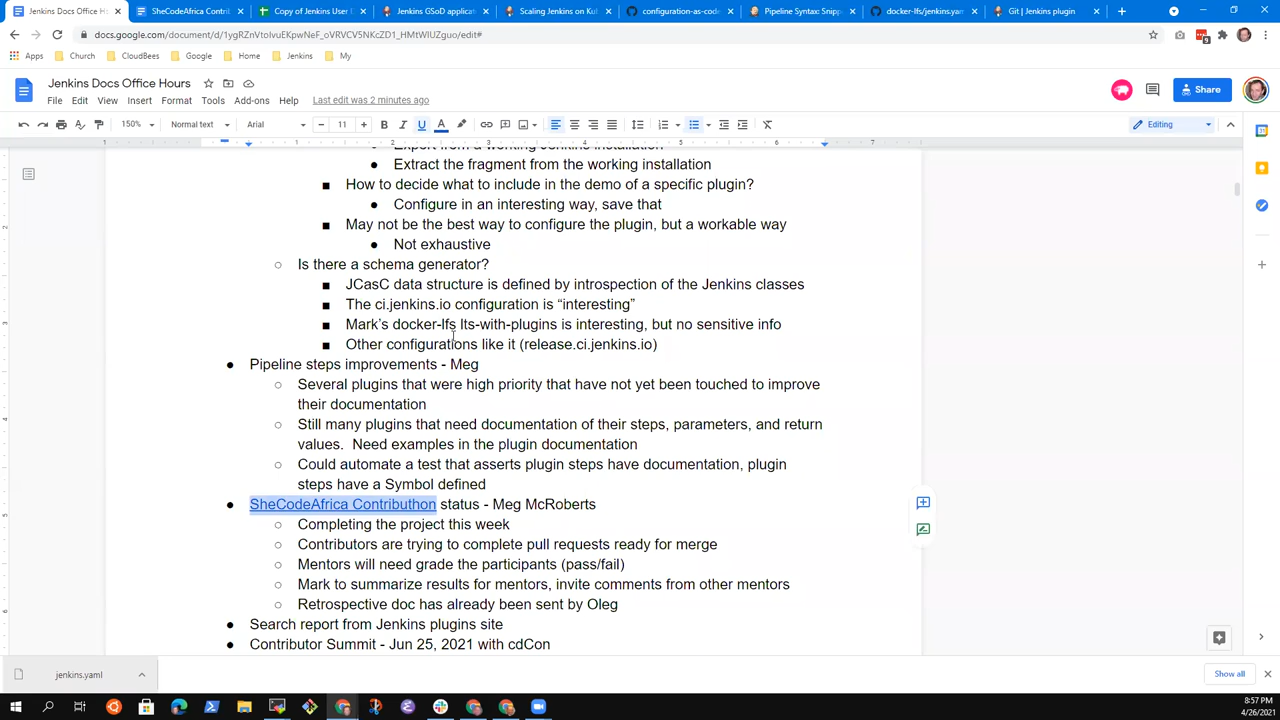 Jenkins Docs Office H
SheCodeAfrica Contrib
Copy of Jenkins User D
Jenkins GSoD applicat
Scaling Jenkins on Ku
configuration-as-code
Pipeline Syntax: Snipp
docker-lfs/jenkins.yam
Git | Jenkins plugin
docs.google.com/document/d/1ygRZnVtoIvuEKpwNeF_oVRVCV5NKcZD1_HMtWIUZguo/edit#
9
Apps Church CloudBees Google Home Jenkins My
Jenkins Docs Office Hours
Share
File Edit View Insert Format Tools Add-ons Help Last edit was 2 minutes ago
150% Normal text Arial 11 B I U A Editing
1 1 2 3 4 5 6 7
Extract the fragment from the working installation
How to decide what to include in the demo of a specific plugin?
Configure in an interesting way, save that
May not be the best way to configure the plugin, but a workable way
Not exhaustive
Is there a schema generator?
JCasC data structure is defined by introspection of the Jenkins classes
The ci.jenkins.io configuration is “interesting”
Mark’s docker-lfs lts-with-plugins is interesting, but no sensitive info
Other configurations like it (release.ci.jenkins.io)
Pipeline steps improvements - Meg
Several plugins that were high priority that have not yet been touched to improve
their documentation
Still many plugins that need documentation of their steps, parameters, and return
values. Need examples in the plugin documentation
Could automate a test that asserts plugin steps have documentation, plugin
steps have a Symbol defined
SheCodeAfrica Contributhon status - Meg McRoberts
Completing the project this week
Contributors are trying to complete pull requests ready for merge
Mentors will need grade the participants (pass/fail)
Mark to summarize results for mentors, invite comments from other mentors
Retrospective doc has already been sent by Oleg
Search report from Jenkins plugins site
Contributor Summit - Jun 25, 2021 with cdCon
jenkins.yaml
Show all
8:57 PM
4/26/2021